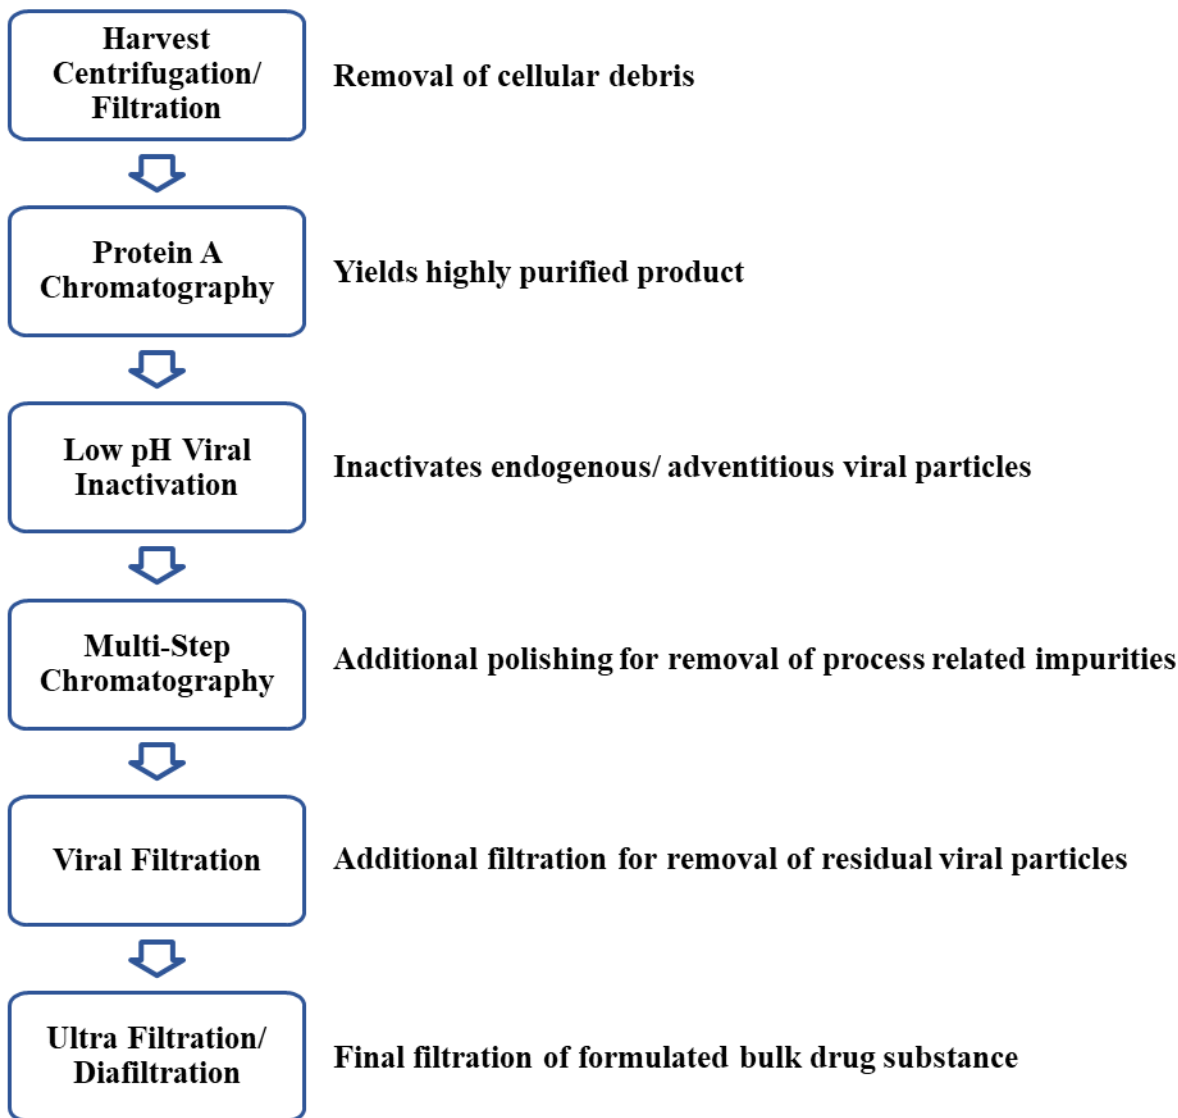 Harvest
Centrifugation/
Filtration
Removal of cellular debris
Protein A
Chromatography
Yields highly purified product
Low pH Viral
Inactivation
Inactivates endogenous/ adventitious viral particles
Multi-Step
Chromatography
Additional polishing for removal of process related impurities
Viral Filtration
Additional filtration for removal of residual viral particles
Ultra Filtration/
Diafiltration
Final filtration of formulated bulk drug substance